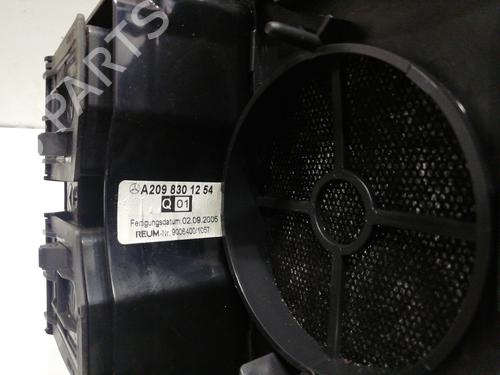 B-PARTS
A209 830 12 54
Q 01
Fertigungsdatum: 02.09.2005
REUM-Nr. 9006400/1057